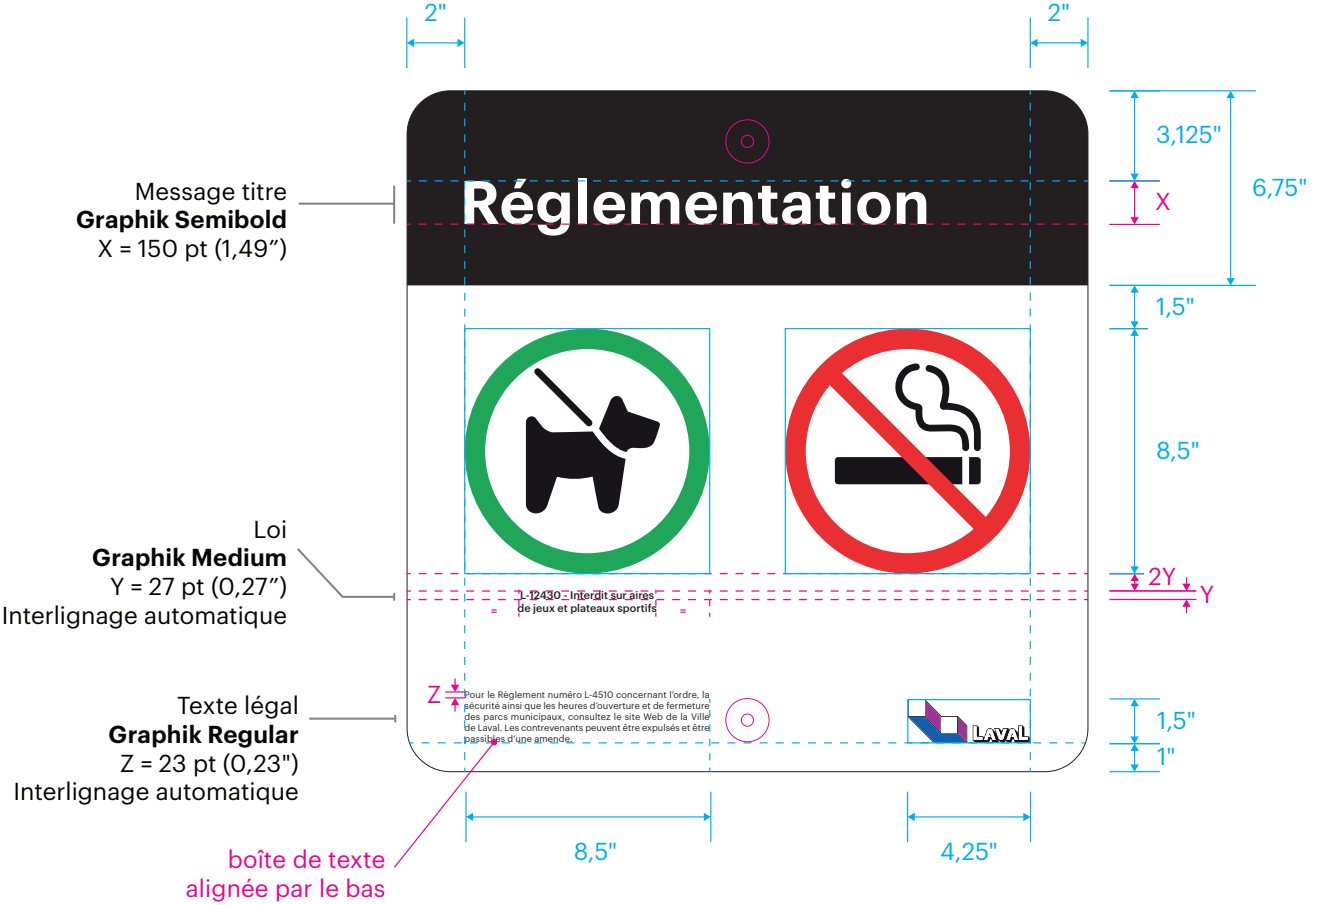 2"
2"
3,125"
6,75"
X
Message titre
Graphik Semibold
X = 150 pt (1,49″)
Réglementation
1,5"
8,5"
Loi
Graphik Medium
Y = 27 pt (0,27″)
Interlignage automatique
2Y
Y
L-12430 - Interdit sur aires
de jeux et plateaux sportifs
=
=
Texte légal
Graphik Regular
Z = 23 pt (0,23")
Interlignage automatique
Z
Pour le Règlement numéro L-4510 concernant l'ordre, la
sécurité ainsi que les heures d'ouverture et de fermeture
des parcs municipaux, consultez le site Web de la Ville
de Laval. Les contrevenants peuvent être expulsés et être
passibles d'une amende.
LAVAL
1,5"
1"
8,5"
4,25"
boîte de texte
alignée par le bas